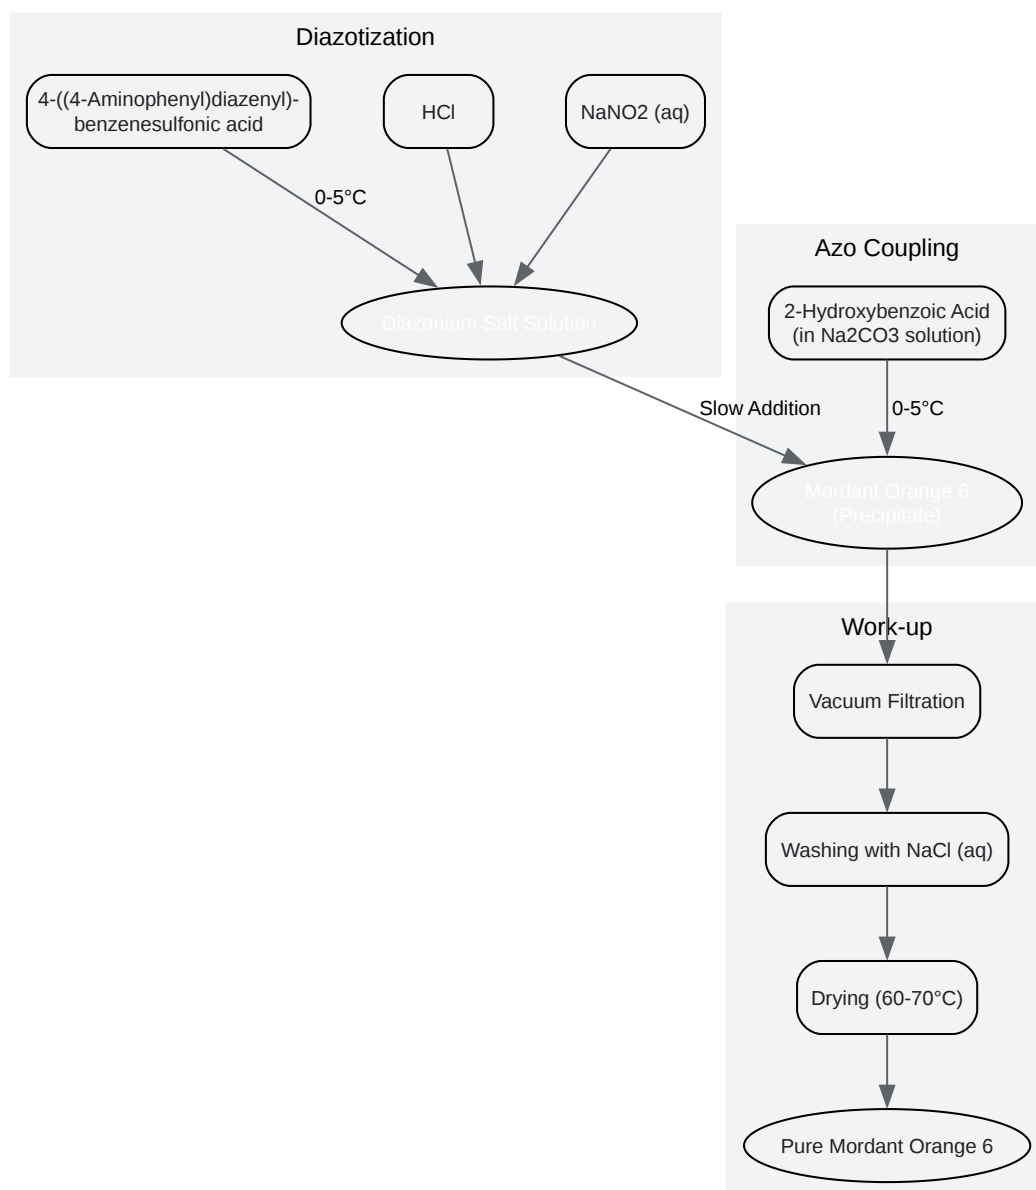 Diazotization
4-((4-Aminophenyl)diazenyl)-
benzenesulfonic acid
HCl
NaNO2 (aq)
0-5°C
Diazonium Salt Solution
Azo Coupling
2-Hydroxybenzoic Acid
(in Na2CO3 solution)
Slow Addition
0-5°C
Mordant Orange 6
(Precipitate)
Work-up
Vacuum Filtration
Washing with NaCl (aq)
Drying (60-70°C)
Pure Mordant Orange 6